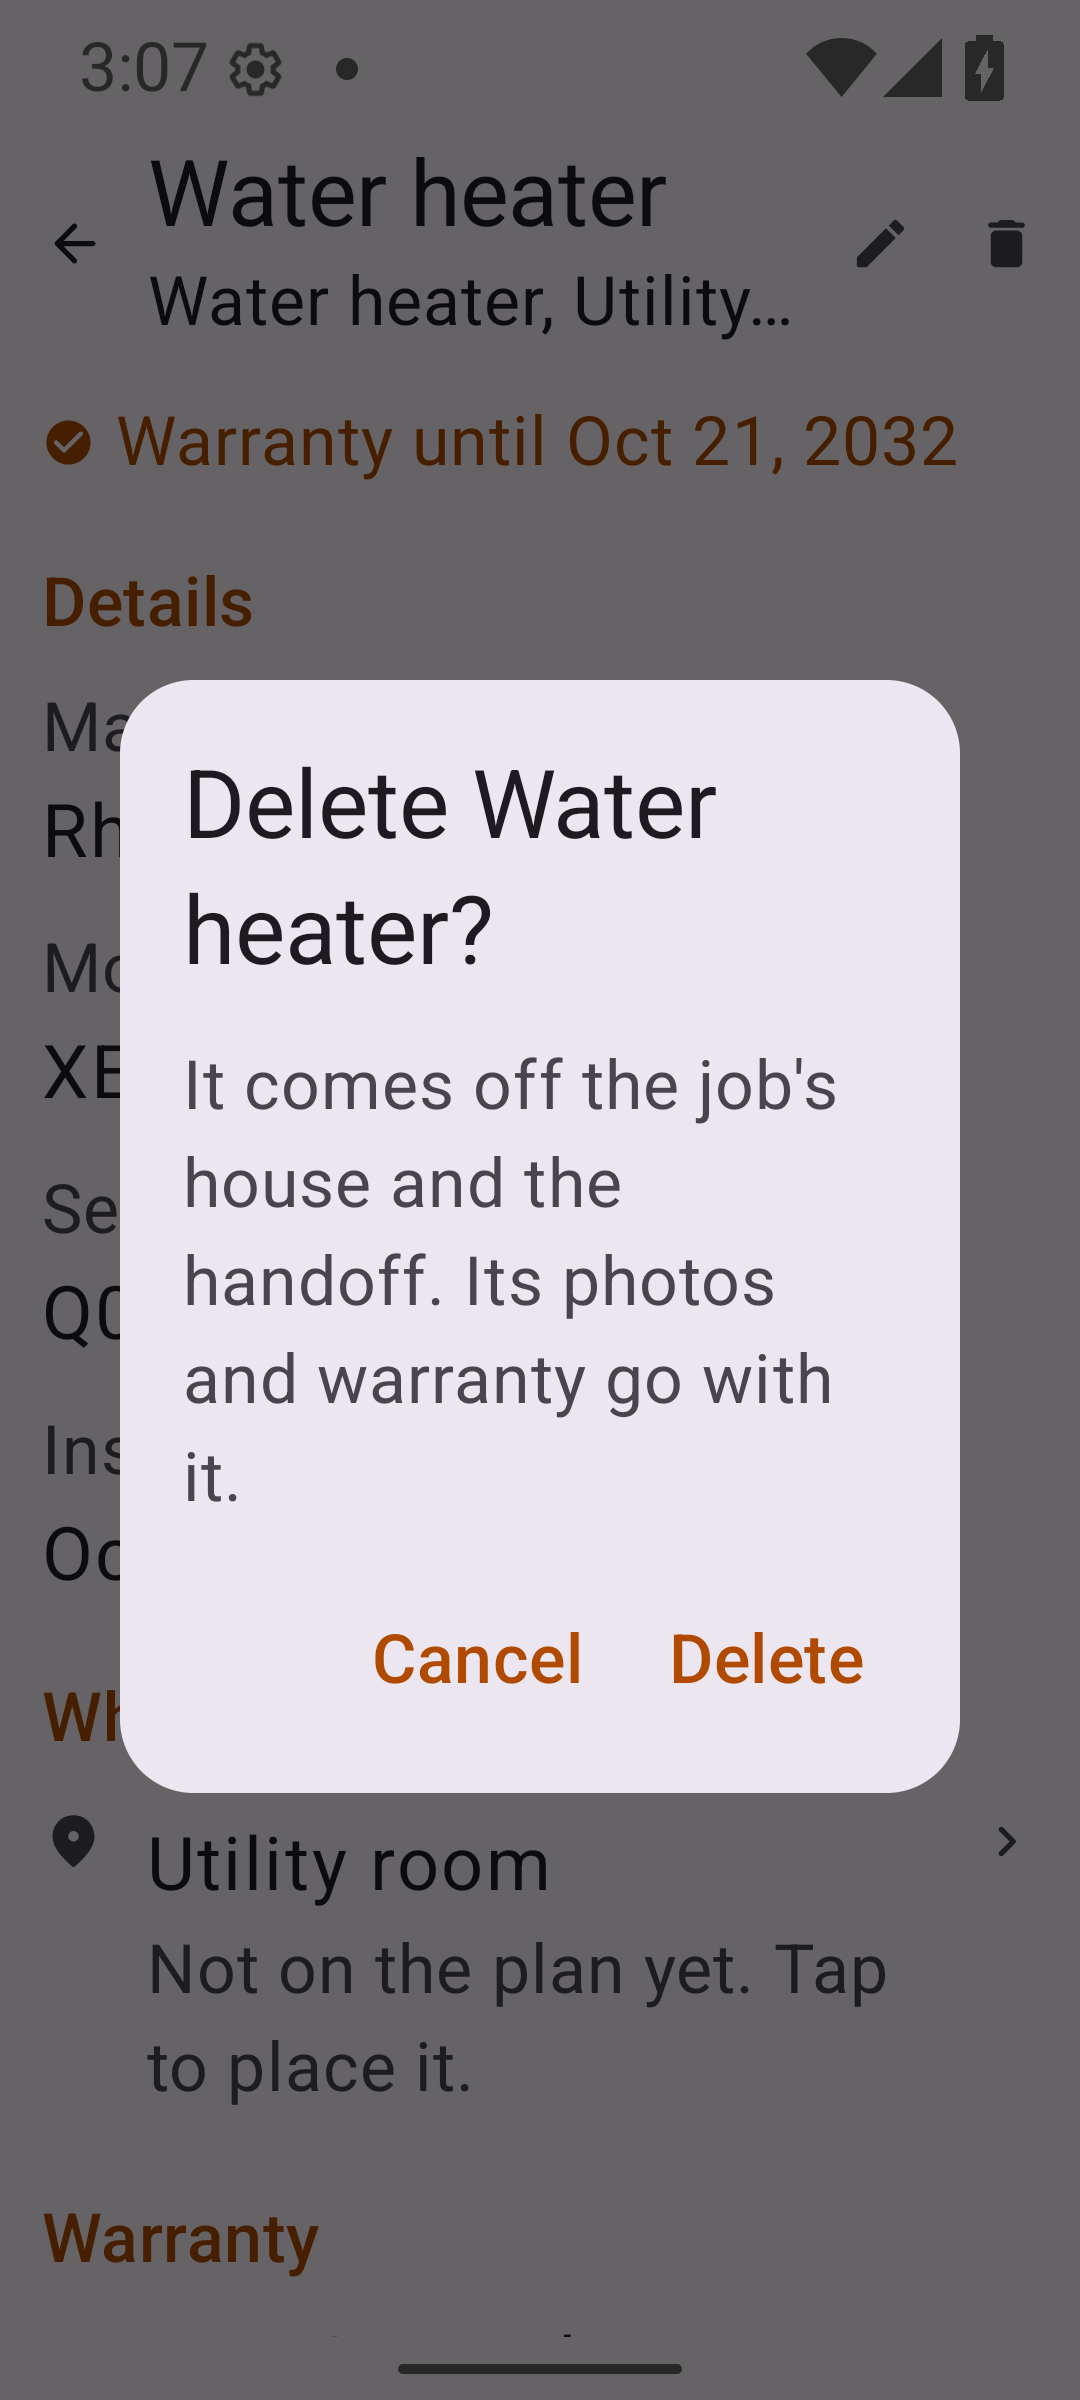 3:07
Water heater
Water heater, Utility…
Warranty until Oct 21, 2032
Details
Delete Water
heater?
It comes off the job's
house and the
handoff. Its photos
and warranty go with
it.
Cancel Delete
Utility room
Not on the plan yet. Tap
to place it.
Warranty